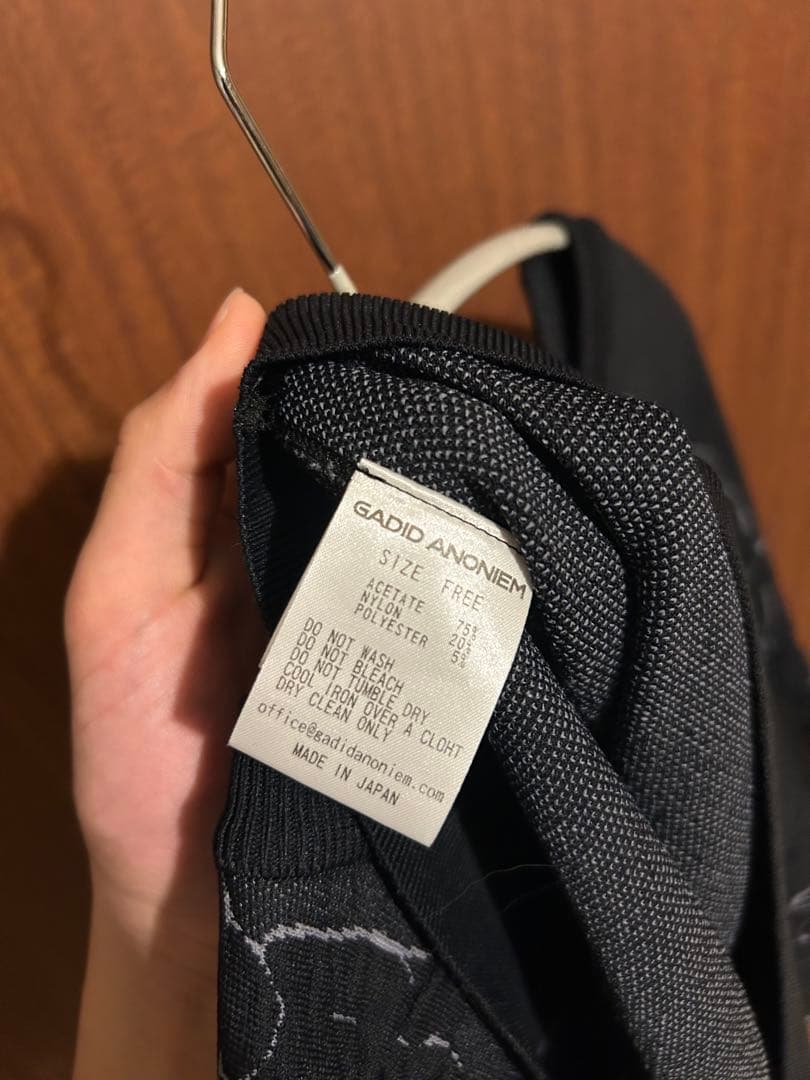 GADID ANONIEM
SIZE FREE
ACETATE 75%
NYLON 20%
POLYESTER 5%
DO NOT WASH
DO NOT BLEACH
DO NOT TUMBLE DRY
COOL IRON OVER A CLOHT
DRY CLEAN ONLY
office@gadidanoniem.com
MADE IN JAPAN